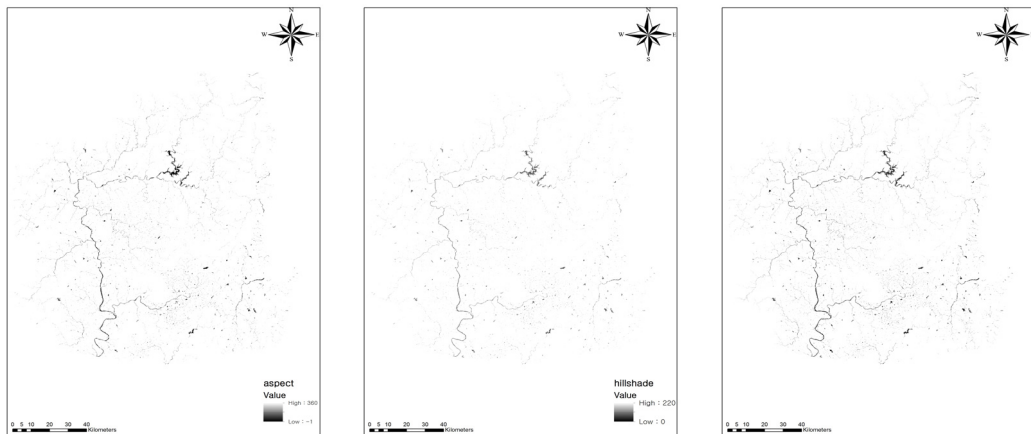 N
W E
S
aspect
Value
High : 360
Low : -1
0 5 10 20 30 40
Kilometers
N
W E
S
hillshade
Value
High : 220
Low : 0
0 5 10 20 30 40
Kilometers
N
W
S
0 5 10 20 30 40
Kilometers